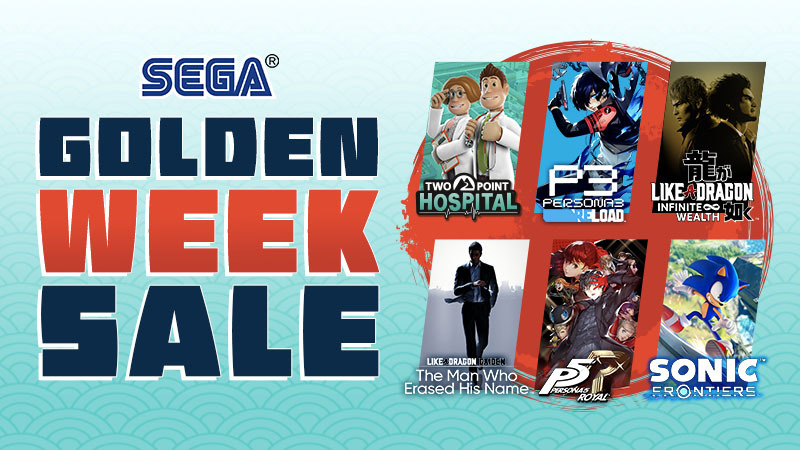 SEGA®
GOLDEN
WEEK
SALE
TWO POINT
HOSPITAL
P3
PERSONA3
RELOAD
龍が
LIKE A DRAGON
INFINITE ∞ 如く
WEALTH
LIKE A DRAGON GAIDEN
The Man Who
Erased His Name
P5R
PERSONA5
ROYAL
SONIC™
FRONTIERS